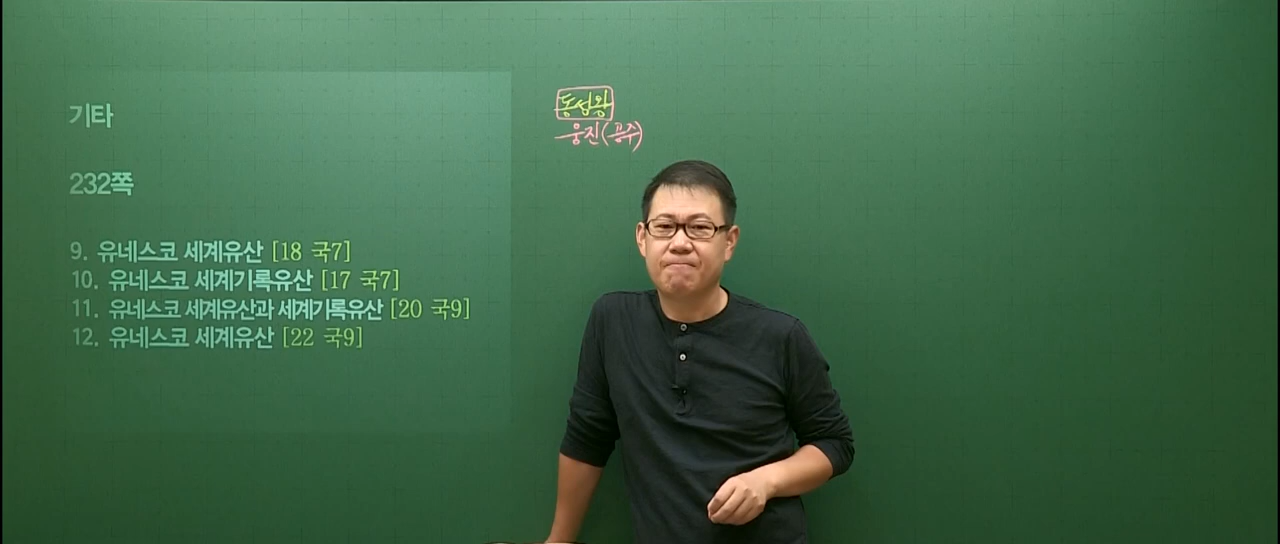 기타
232쪽
9. 유네스코 세계유산 [18 국7]
10. 유네스코 세계기록유산 [17 국7]
11. 유네스코 세계유산과 세계기록유산 [20 국9]
12. 유네스코 세계유산 [22 국9]
동성왕
웅진(공주)